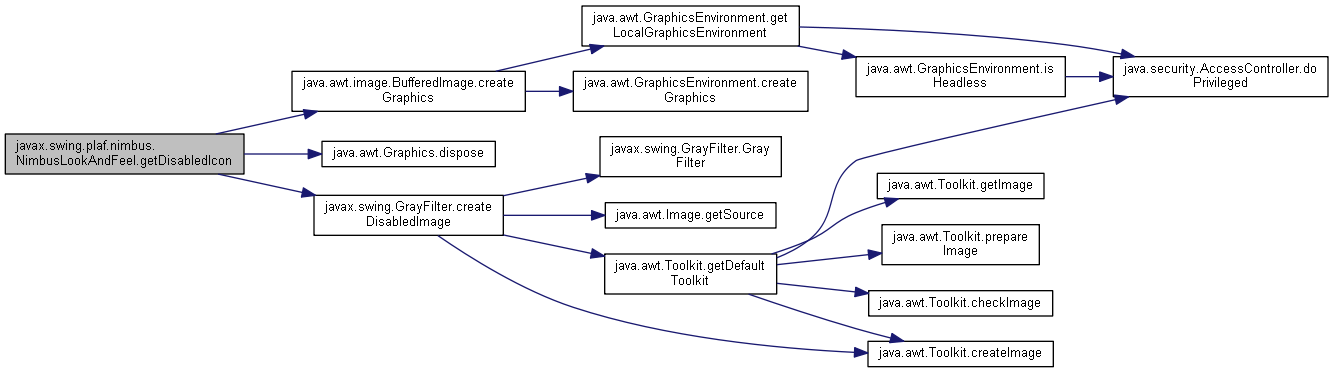 javax.swing.plaf.nimbus.
NimbusLookAndFeel.getDisabledIcon
java.awt.image.BufferedImage.create
Graphics
java.awt.Graphics.dispose
javax.swing.GrayFilter.create
DisabledImage
java.awt.GraphicsEnvironment.get
LocalGraphicsEnvironment
java.awt.GraphicsEnvironment.create
Graphics
javax.swing.GrayFilter.Gray
Filter
java.awt.Image.getSource
java.awt.Toolkit.getDefault
Toolkit
java.awt.GraphicsEnvironment.is
Headless
java.awt.Toolkit.getImage
java.awt.Toolkit.prepare
Image
java.awt.Toolkit.checkImage
java.awt.Toolkit.createImage
java.security.AccessController.do
Privileged